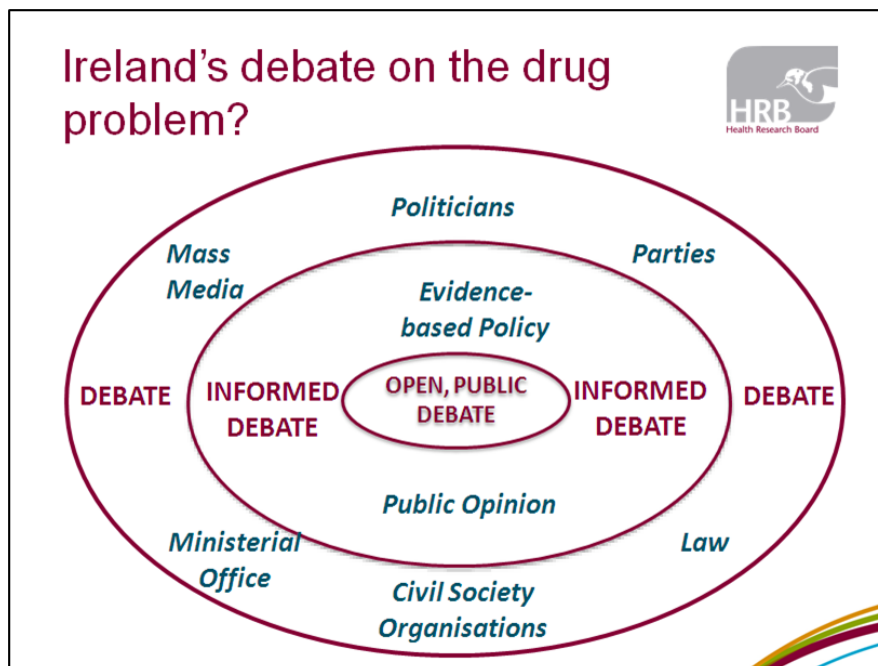 Ireland's debate on the drug
problem?
HRB
Health Research Board
Politicians
Mass
Media
Parties
Evidence-
based Policy
DEBATE
INFORMED
DEBATE
OPEN, PUBLIC
DEBATE
INFORMED
DEBATE
DEBATE
Public Opinion
Ministerial
Office
Law
Civil Society
Organisations